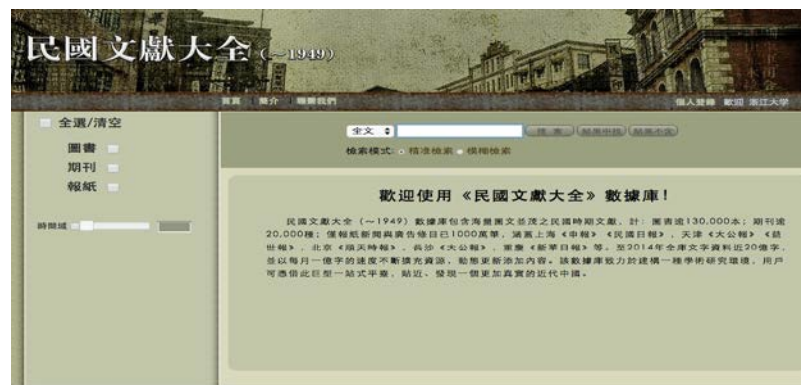 民國文獻大全(~1949)
首頁 簡介 聯繫我們
個人登錄 歡迎 浙江大学
全選/清空
圖書
期刊
報紙
時間域
全文
搜索 結果中搜 結果不含
檢索模式: 精准檢索 模糊檢索
歡迎使用《民國文獻大全》數據庫!
民國文獻大全（~1949）數據庫包含海量圖文並茂之民國時期文獻，計：圖書逾130,000本；期刊逾
20,000種；僅報紙新聞與廣告條目已1000萬筆，涵蓋上海《申報》《民國日報》、天津《大公報》《益
世報》、北京《順天時報》、長沙《大公報》、重慶《新華日報》等。至2014年全庫文字資料近20億字，
並以每月一億字的速度不斷擴充資源、動態更新添加內容。該數據庫致力於建構一種學術研究環境，用戶
可憑借此巨型一站式平臺，貼近、發現一個更加真實的近代中國。